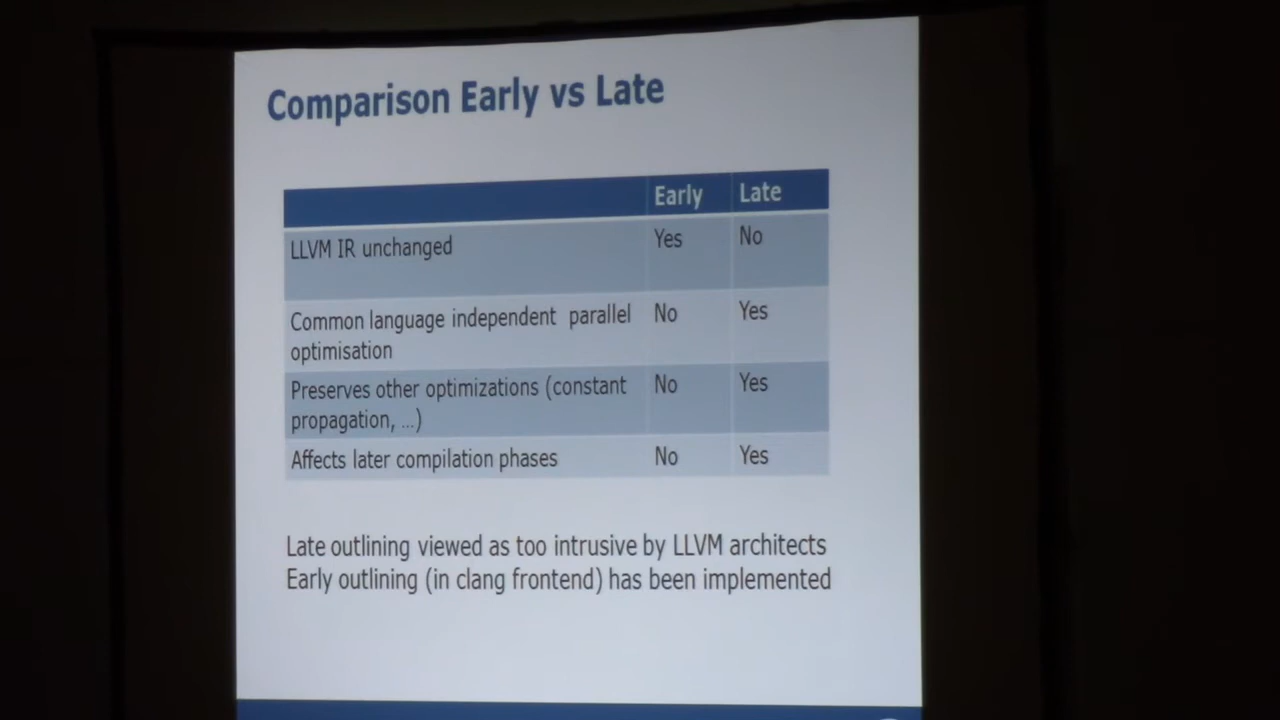 Comparison Early vs Late
Early Late
LLVM IR unchanged Yes No
Common language independent parallel No Yes
optimisation
Preserves other optimizations (constant No Yes
propagation, ...)
Affects later compilation phases No Yes
Late outlining viewed as too intrusive by LLVM architects
Early outlining (in clang frontend) has been implemented